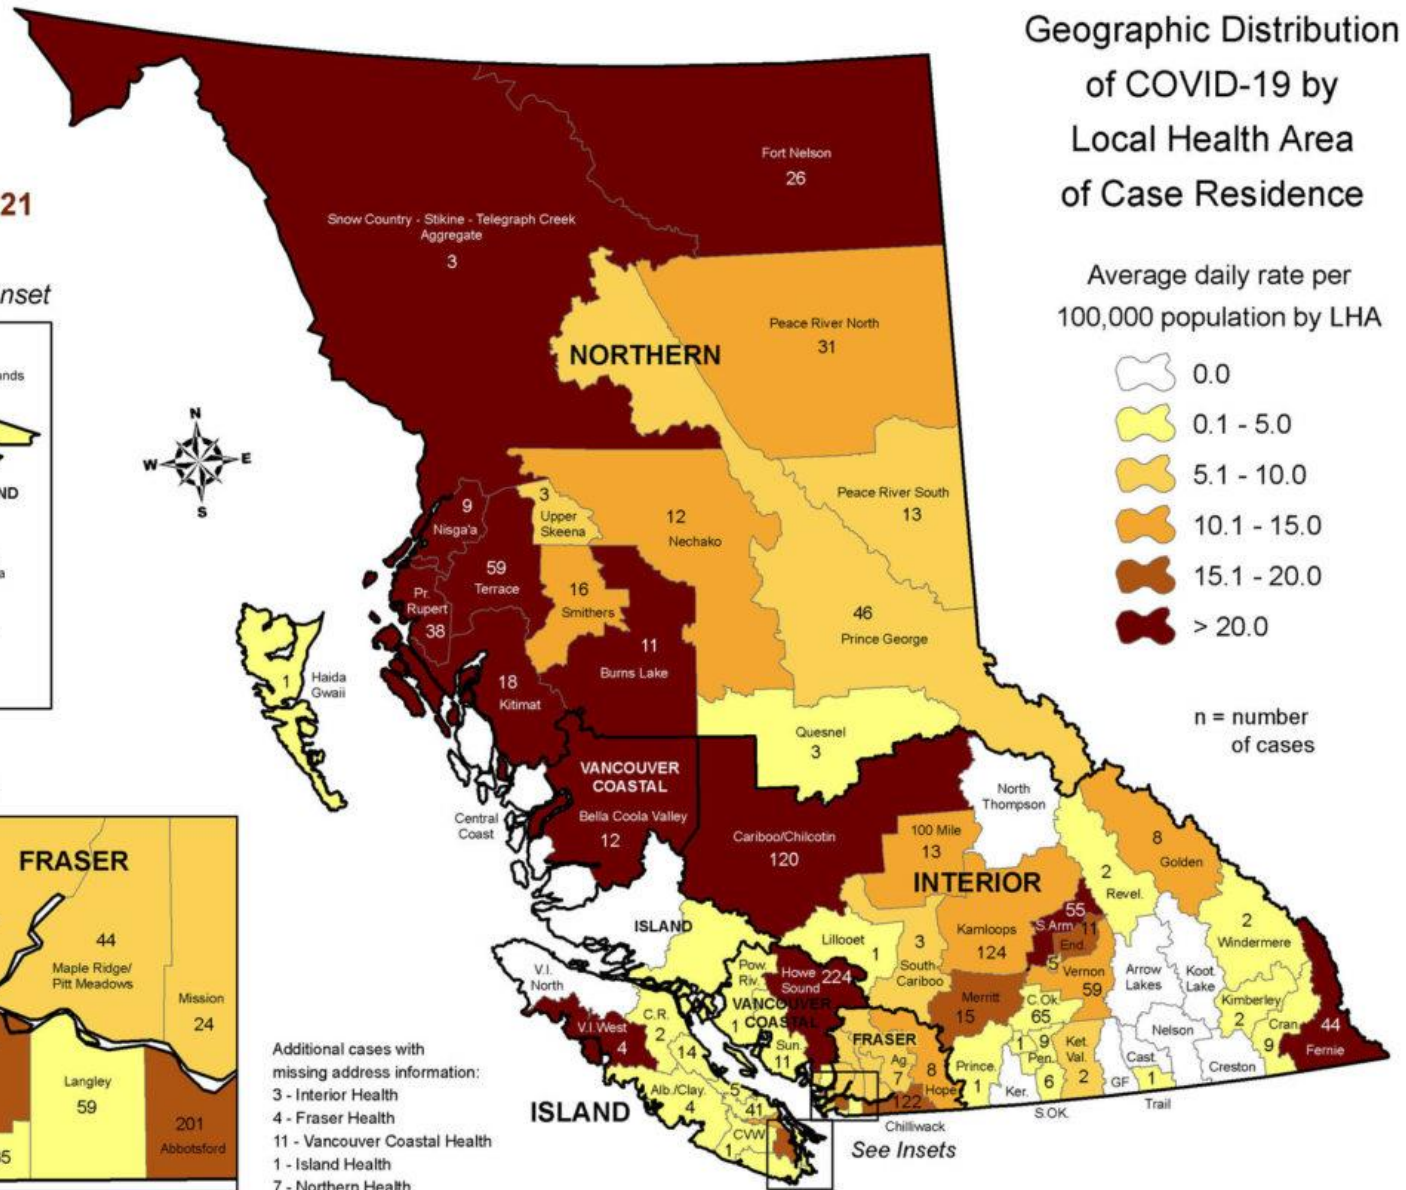 Geographic Distribution
of COVID-19 by
Local Health Area
of Case Residence
Average daily rate per
100,000 population by LHA
0.0
0.1 - 5.0
5.1 - 10.0
10.1 - 15.0
15.1 - 20.0
> 20.0
n = number
of cases
21
nset
nds
ND
a
N
W
E
S
Fort Nelson
26
Snow Country - Stikine - Telegraph Creek
Aggregate
3
NORTHERN
Peace River North
31
Peace River South
13
9
Nisga'a
3
Upper
Skeena
12
Nechako
59
Terrace
16
Smithers
Pr.
Rupert
38
46
Prince George
11
Burns Lake
18
Kitimat
1
Haida
Gwaii
Quesnel
3
VANCOUVER
COASTAL
Bella Coola Valley
12
Central
Coast
Cariboo/Chilcotin
120
North
Thompson
100 Mile
13
INTERIOR
8
Golden
2
Revel.
ISLAND
Lillooet
1
3
South
Cariboo
Kamloops
124
55
S.Arm
11
End.
5
Vernon
59
Arrow
Lakes
Koot.
Lake
2
Windermere
V.I.
North
Pow.
Riv.
1
Howe
Sound
224
VANCOUVER
COASTAL
Merritt
15
C.Ok.
65
Kimberley
2
Cran.
9
44
Fernie
V.I.West
4
C.R.
2
14
Sun.
11
FRASER
Ag.
7
8
Hope
122
Chilliwack
Prince.
1
1
9
Pen.
Ker.
6
S.OK.
Ket.
Val.
2
GF
Cast.
1
Trail
Nelson
Creston
ISLAND
Alb./Clay.
4
5
41
CVW
1
See Insets
FRASER
44
Maple Ridge/
Pitt Meadows
Mission
24
Langley
59
201
Abbotsford
5
Additional cases with
missing address information:
3 - Interior Health
4 - Fraser Health
11 - Vancouver Coastal Health
1 - Island Health
7 - Northern Health